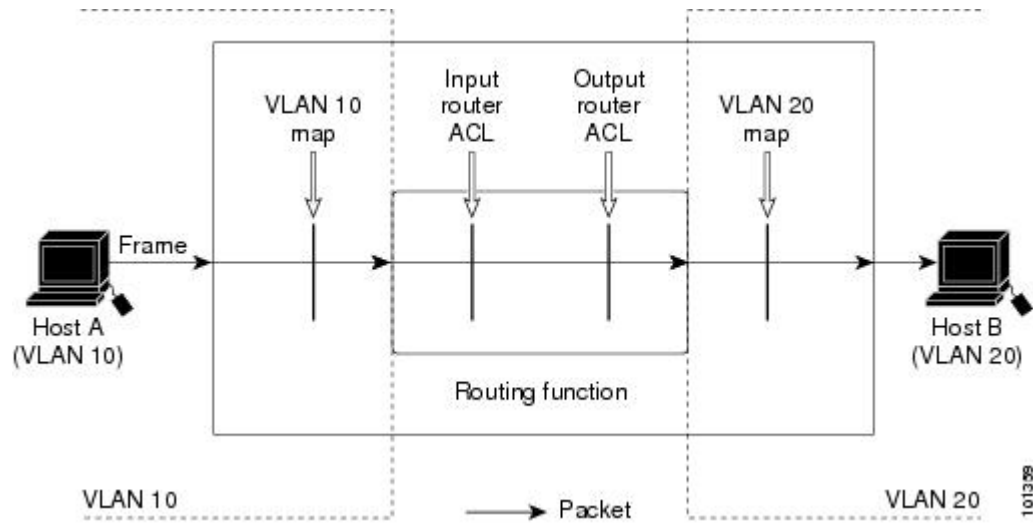 VLAN 10
map
Input
router
ACL
Output
router
ACL
VLAN 20
map
Frame
Host A
(VLAN 10)
Host B
(VLAN 20)
Routing function
VLAN 10
Packet
VLAN 20
101359